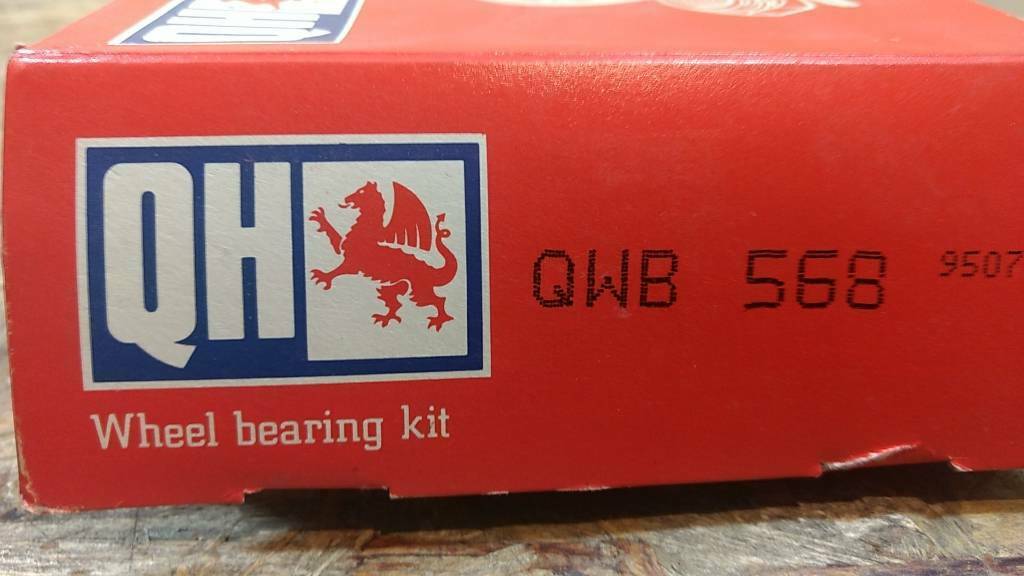 QH
QWB 568 9507
Wheel bearing kit